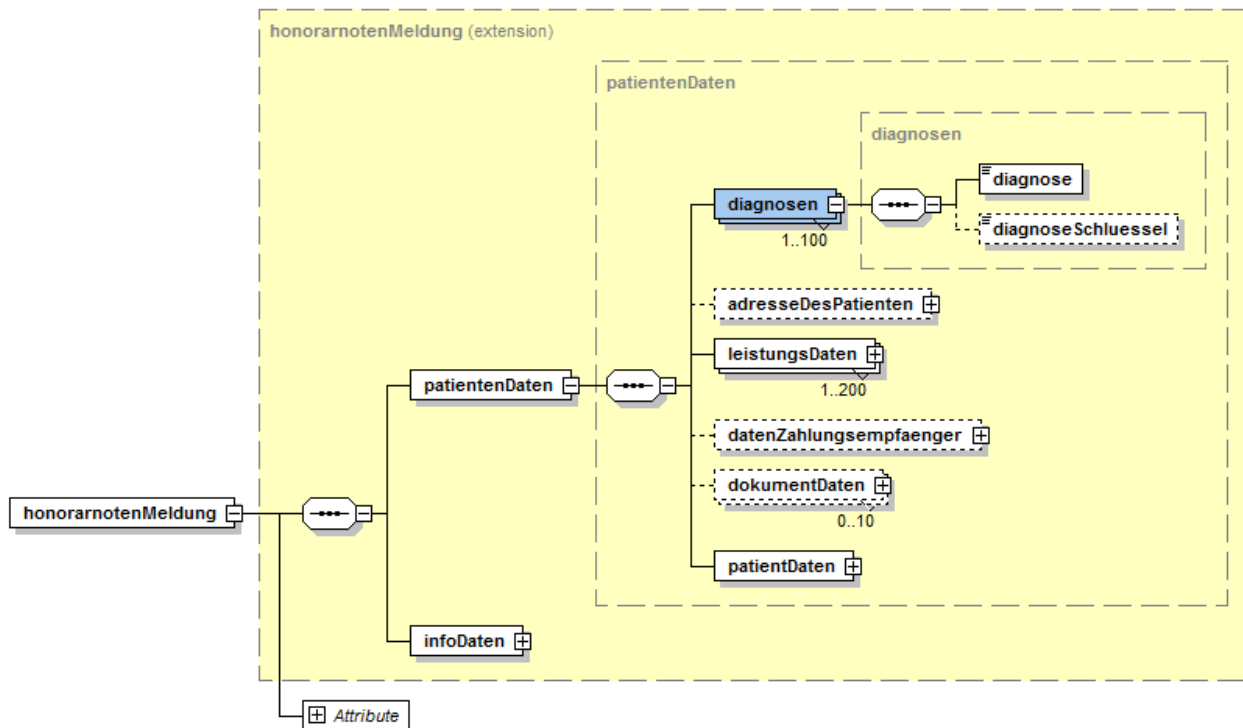 honorarnotenMeldung (extension)
patientenDaten
diagnosen
diagnose
diagnosen
diagnoseSchluessel
1..100
adresseDesPatienten
leistungsDaten
1..200
patientenDaten
datenZahlungsempfaenger
dokumentDaten
0..10
honorarnotenMeldung
patientDaten
infoDaten
Attribute